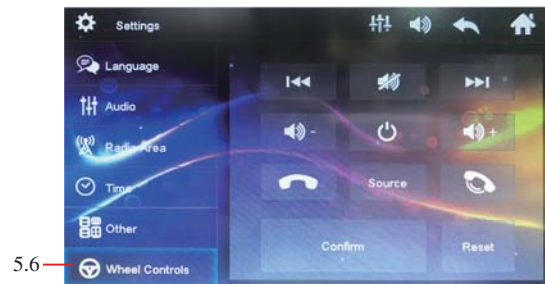 Settings
Language
Audio
Radio Area
Time
Other
5.6 Wheel Controls
- +
Source
Confirm Reset